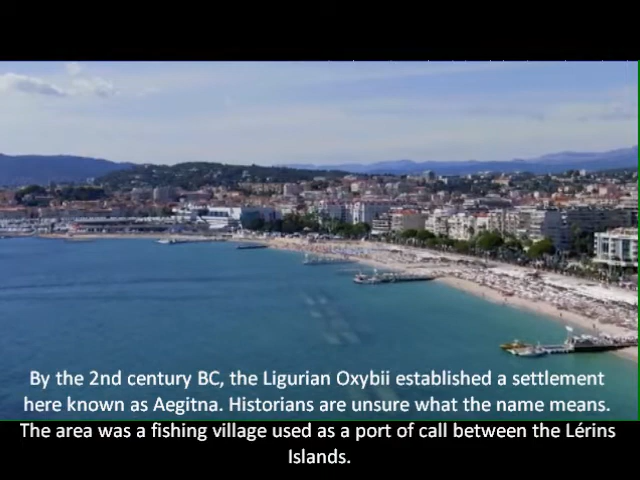 By the 2nd century BC, the Ligurian Oxybii established a settlement
here known as Aegitna. Historians are unsure what the name means.
The area was a fishing village used as a port of call between the Lérins
Islands.